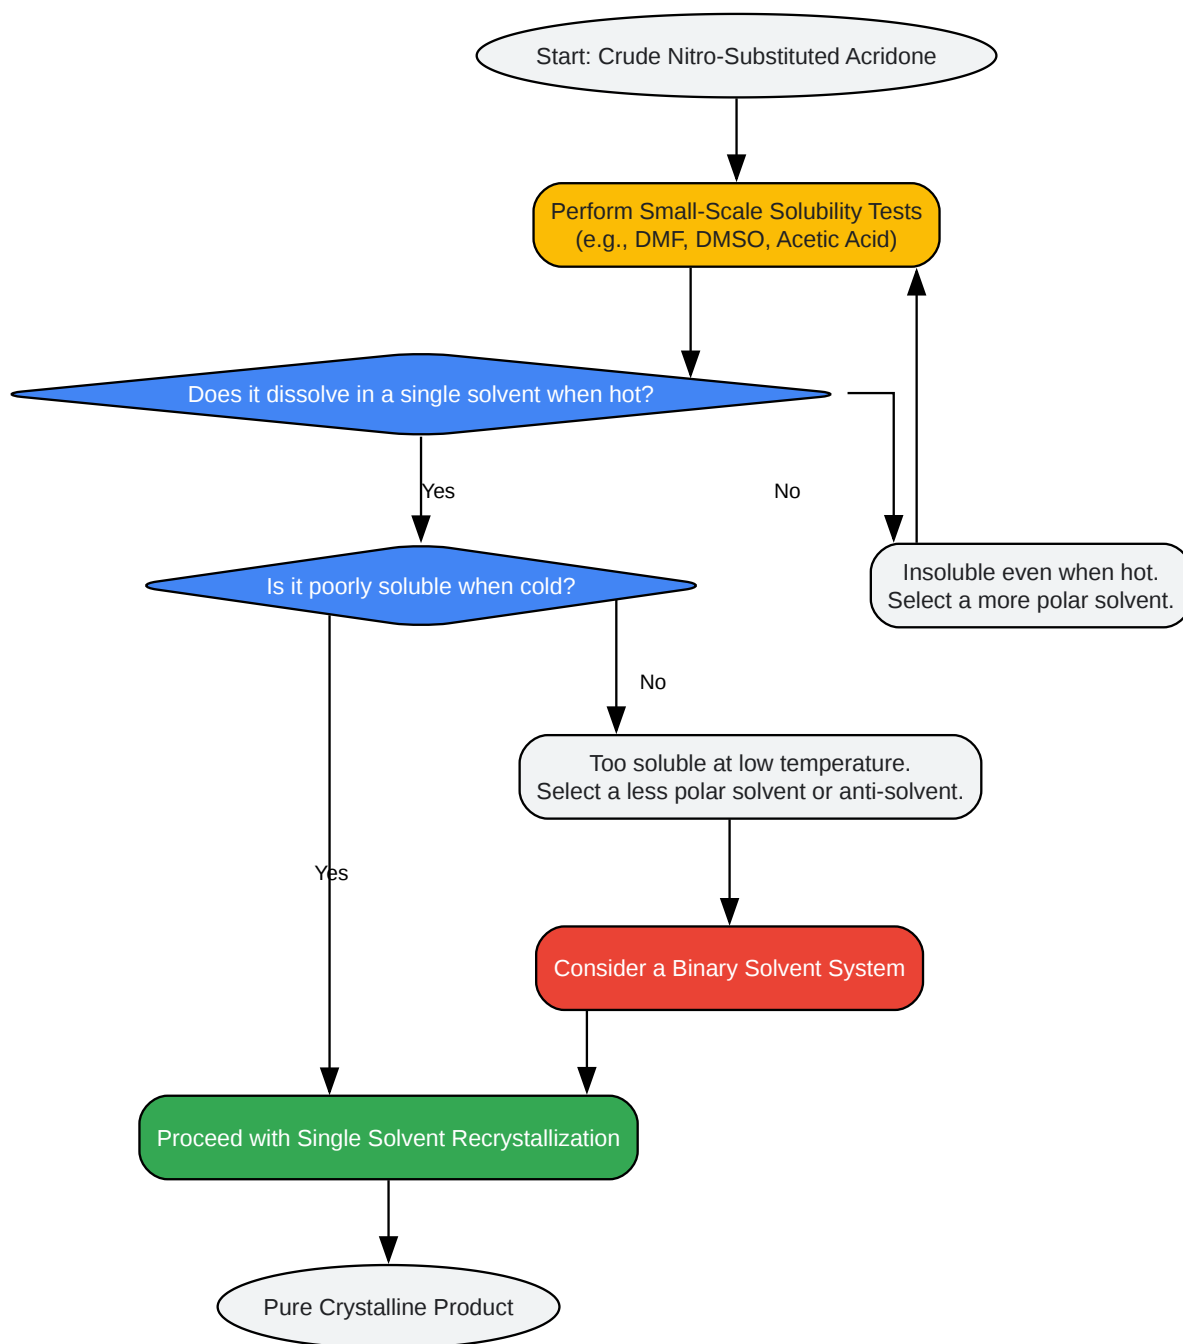 Start: Crude Nitro-Substituted Acridone
Perform Small-Scale Solubility Tests
(e.g., DMF, DMSO, Acetic Acid)
Does it dissolve in a single solvent when hot?
Yes
No
Insoluble even when hot.
Select a more polar solvent.
Is it poorly soluble when cold?
No
Too soluble at low temperature.
Select a less polar solvent or anti-solvent.
Yes
Consider a Binary Solvent System
Proceed with Single Solvent Recrystallization
Pure Crystalline Product